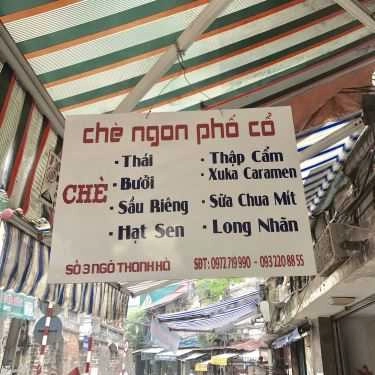 chè ngon phố cổ
CHÈ
• Thái
• Bưởi
• Sầu Riêng
• Hạt Sen
• Thập Cẩm
• Xuka Caramen
• Sữa Chua Mít
• Long Nhãn
SỐ 3 NGÕ THANH HÀ
SĐT: 0972 719 990 - 093 220 88 55